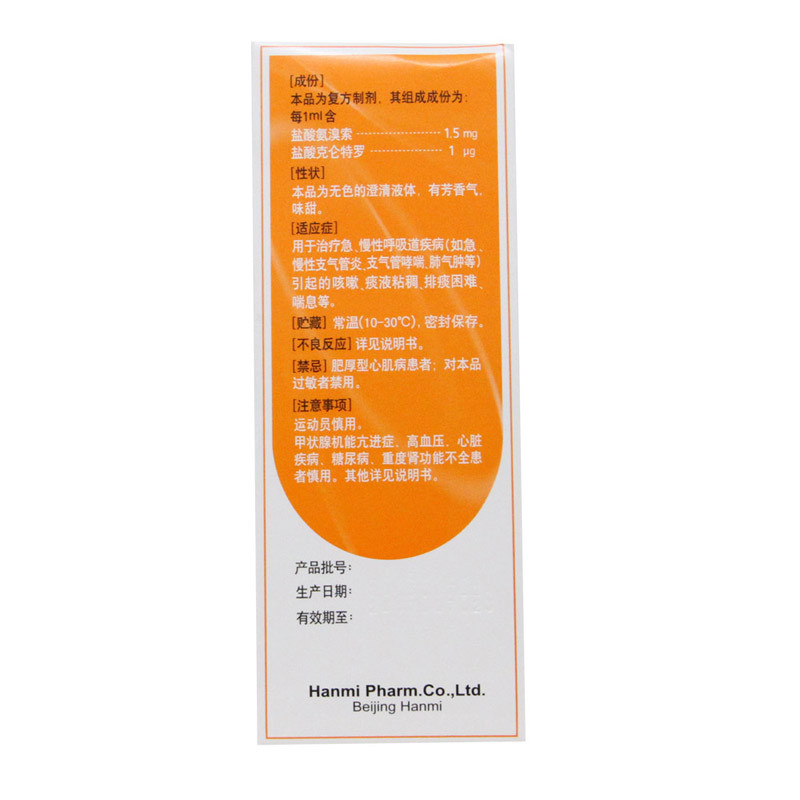 [成份]
本品为复方制剂，其组成成份为:
每1ml含
盐酸氨溴索 -------------------- 1.5 mg
盐酸克仑特罗 ----------------- 1 μg
[性状]
本品为无色的澄清液体，有芳香气，
味甜。
[适应症]
用于治疗急、慢性呼吸道疾病(如急、
慢性支气管炎、支气管哮喘、肺气肿等)
引起的咳嗽、痰液粘稠、排痰困难、
喘息等。
[贮藏] 常温(10-30℃)，密封保存。
[不良反应] 详见说明书。
[禁忌] 肥厚型心肌病患者；对本品
过敏者禁用。
[注意事项]
运动员慎用。
甲状腺机能亢进症、高血压、心脏
疾病、糖尿病、重度肾功能不全患
者慎用。其他详见说明书。
产品批号:
生产日期:
有效期至:
Hanmi Pharm.Co.,Ltd.
Beijing Hanmi